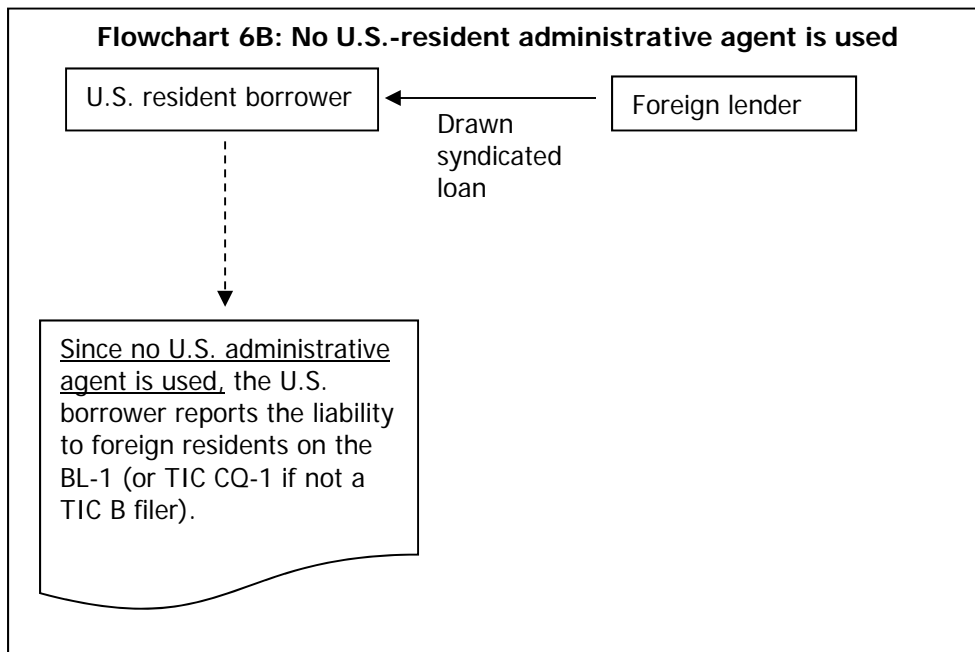 Flowchart 6B: No U.S.-resident administrative agent is used
U.S. resident borrower
Foreign lender
Drawn
syndicated
loan
Since no U.S. administrative
agent is used, the U.S.
borrower reports the liability
to foreign residents on the
BL-1 (or TIC CQ-1 if not a
TIC B filer).